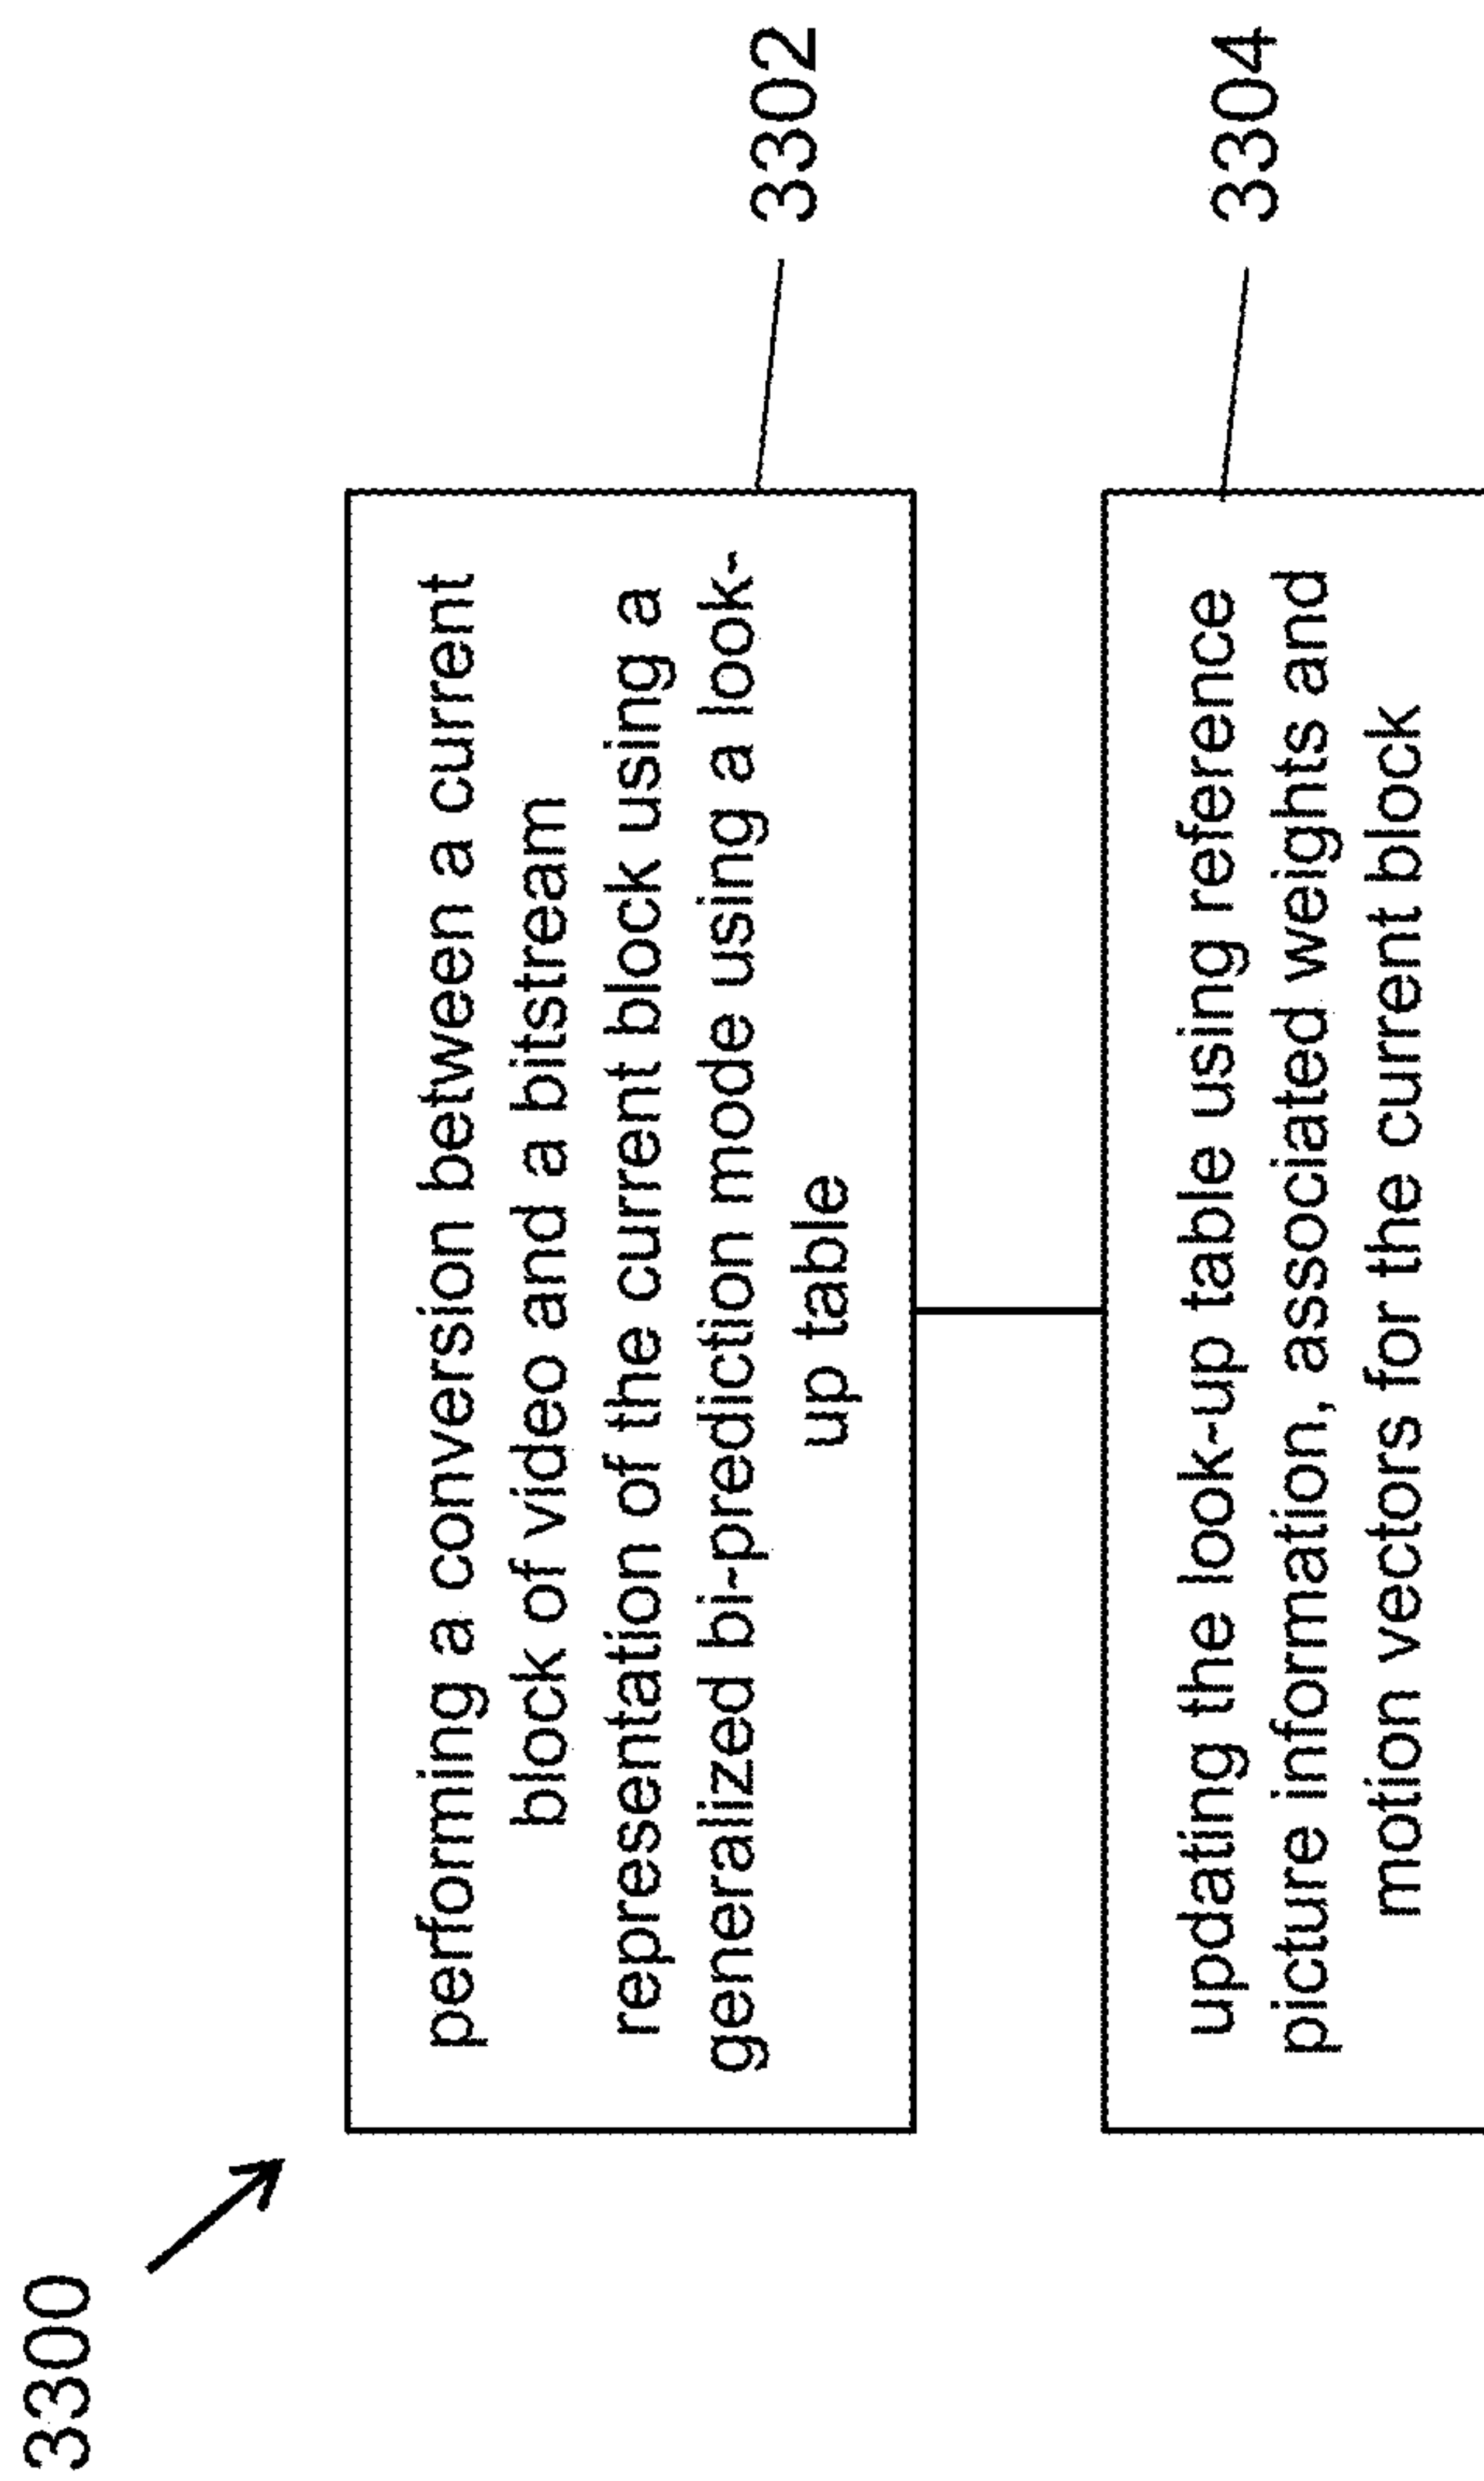 3300
performing a conversion between a current
block of video and a bitstream
representation of the current block using a
generalized bi-prediction mode using a look-
up table
3302
updating the look-up table using reference
picture information, associated weights and
motion vectors for the current block
3304